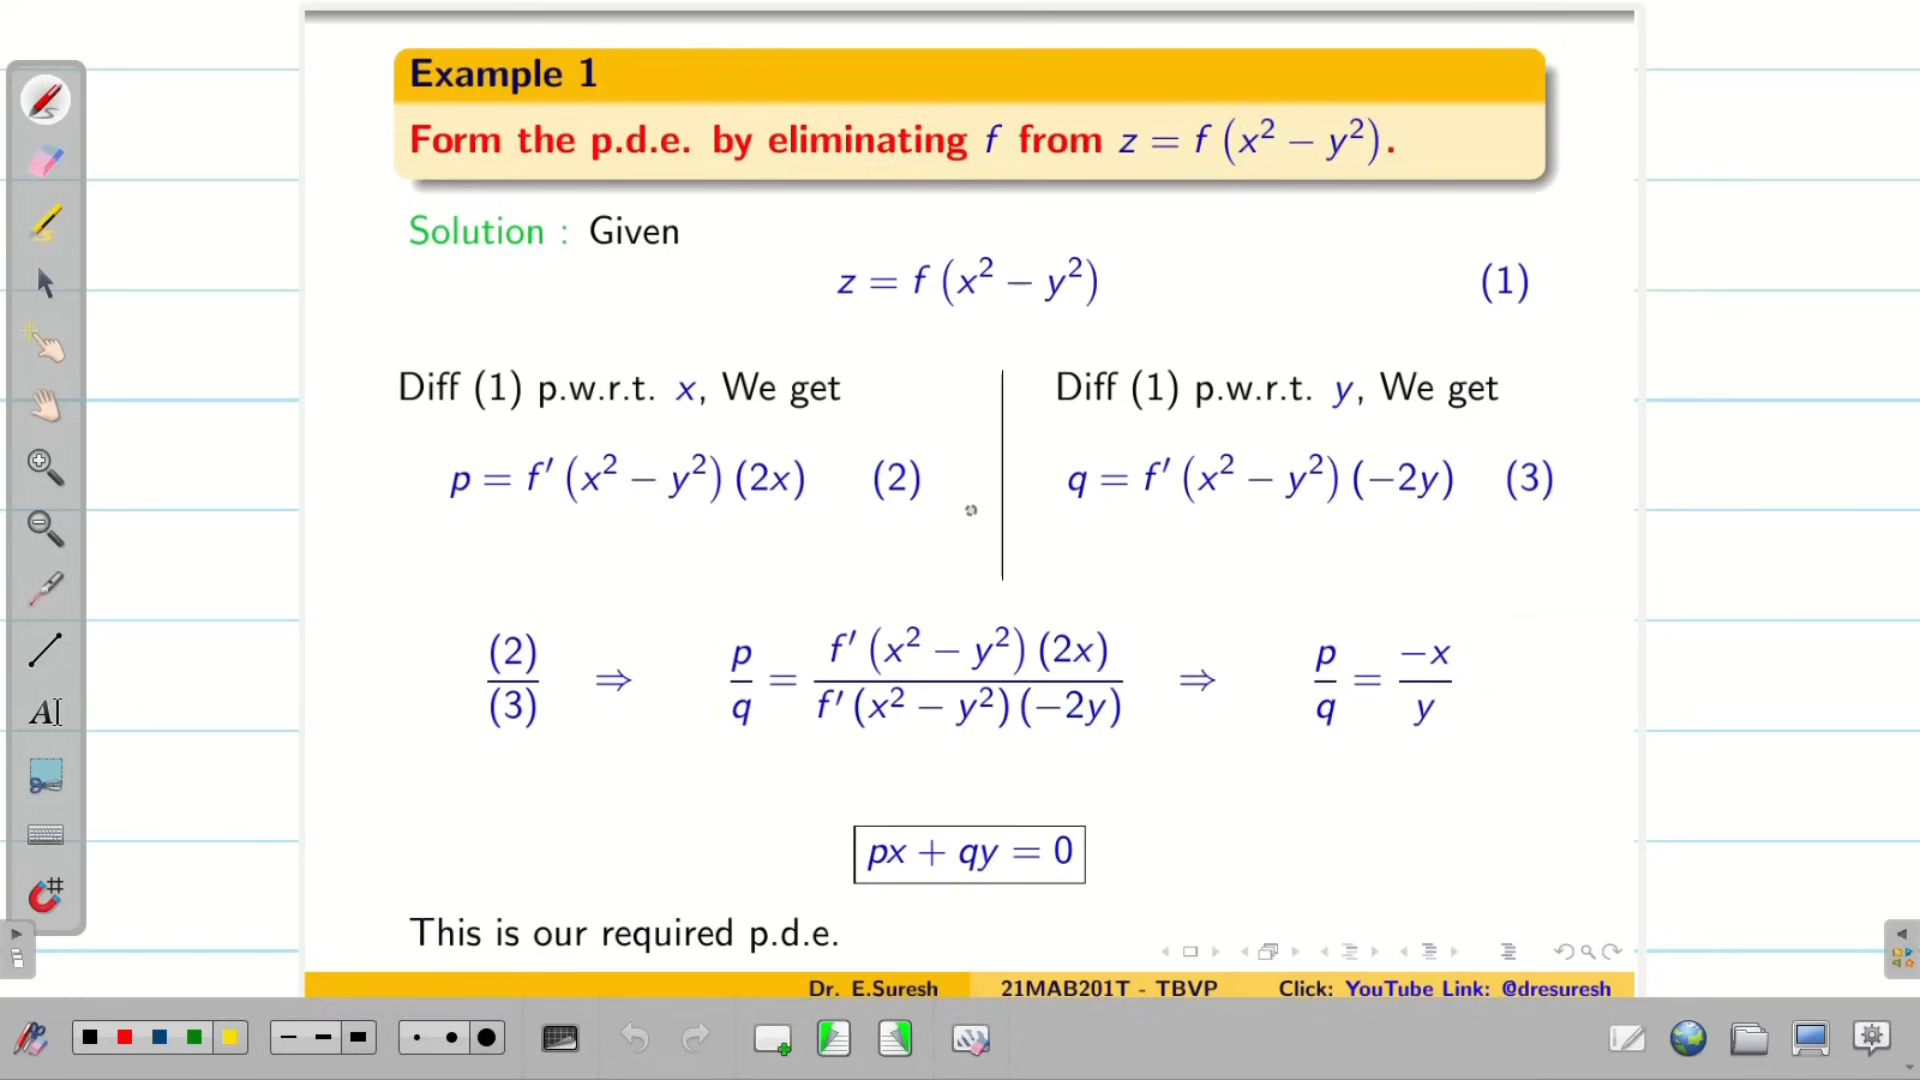 Example 1
Form the p.d.e. by eliminating f from z = f (x² − y²).
Solution : Given
z = f (x² − y²) (1)
Diff (1) p.w.r.t. x, We get
p = f′ (x² − y²) (2x) (2)
Diff (1) p.w.r.t. y, We get
q = f′ (x² − y²) (−2y) (3)
(2)/(3) ⇒ p/q = f′ (x² − y²) (2x) / f′ (x² − y²) (−2y) ⇒ p/q = −x/y
px + qy = 0
This is our required p.d.e.
Dr. E.Suresh 21MAB201T - TBVP Click: YouTube Link: @dresuresh